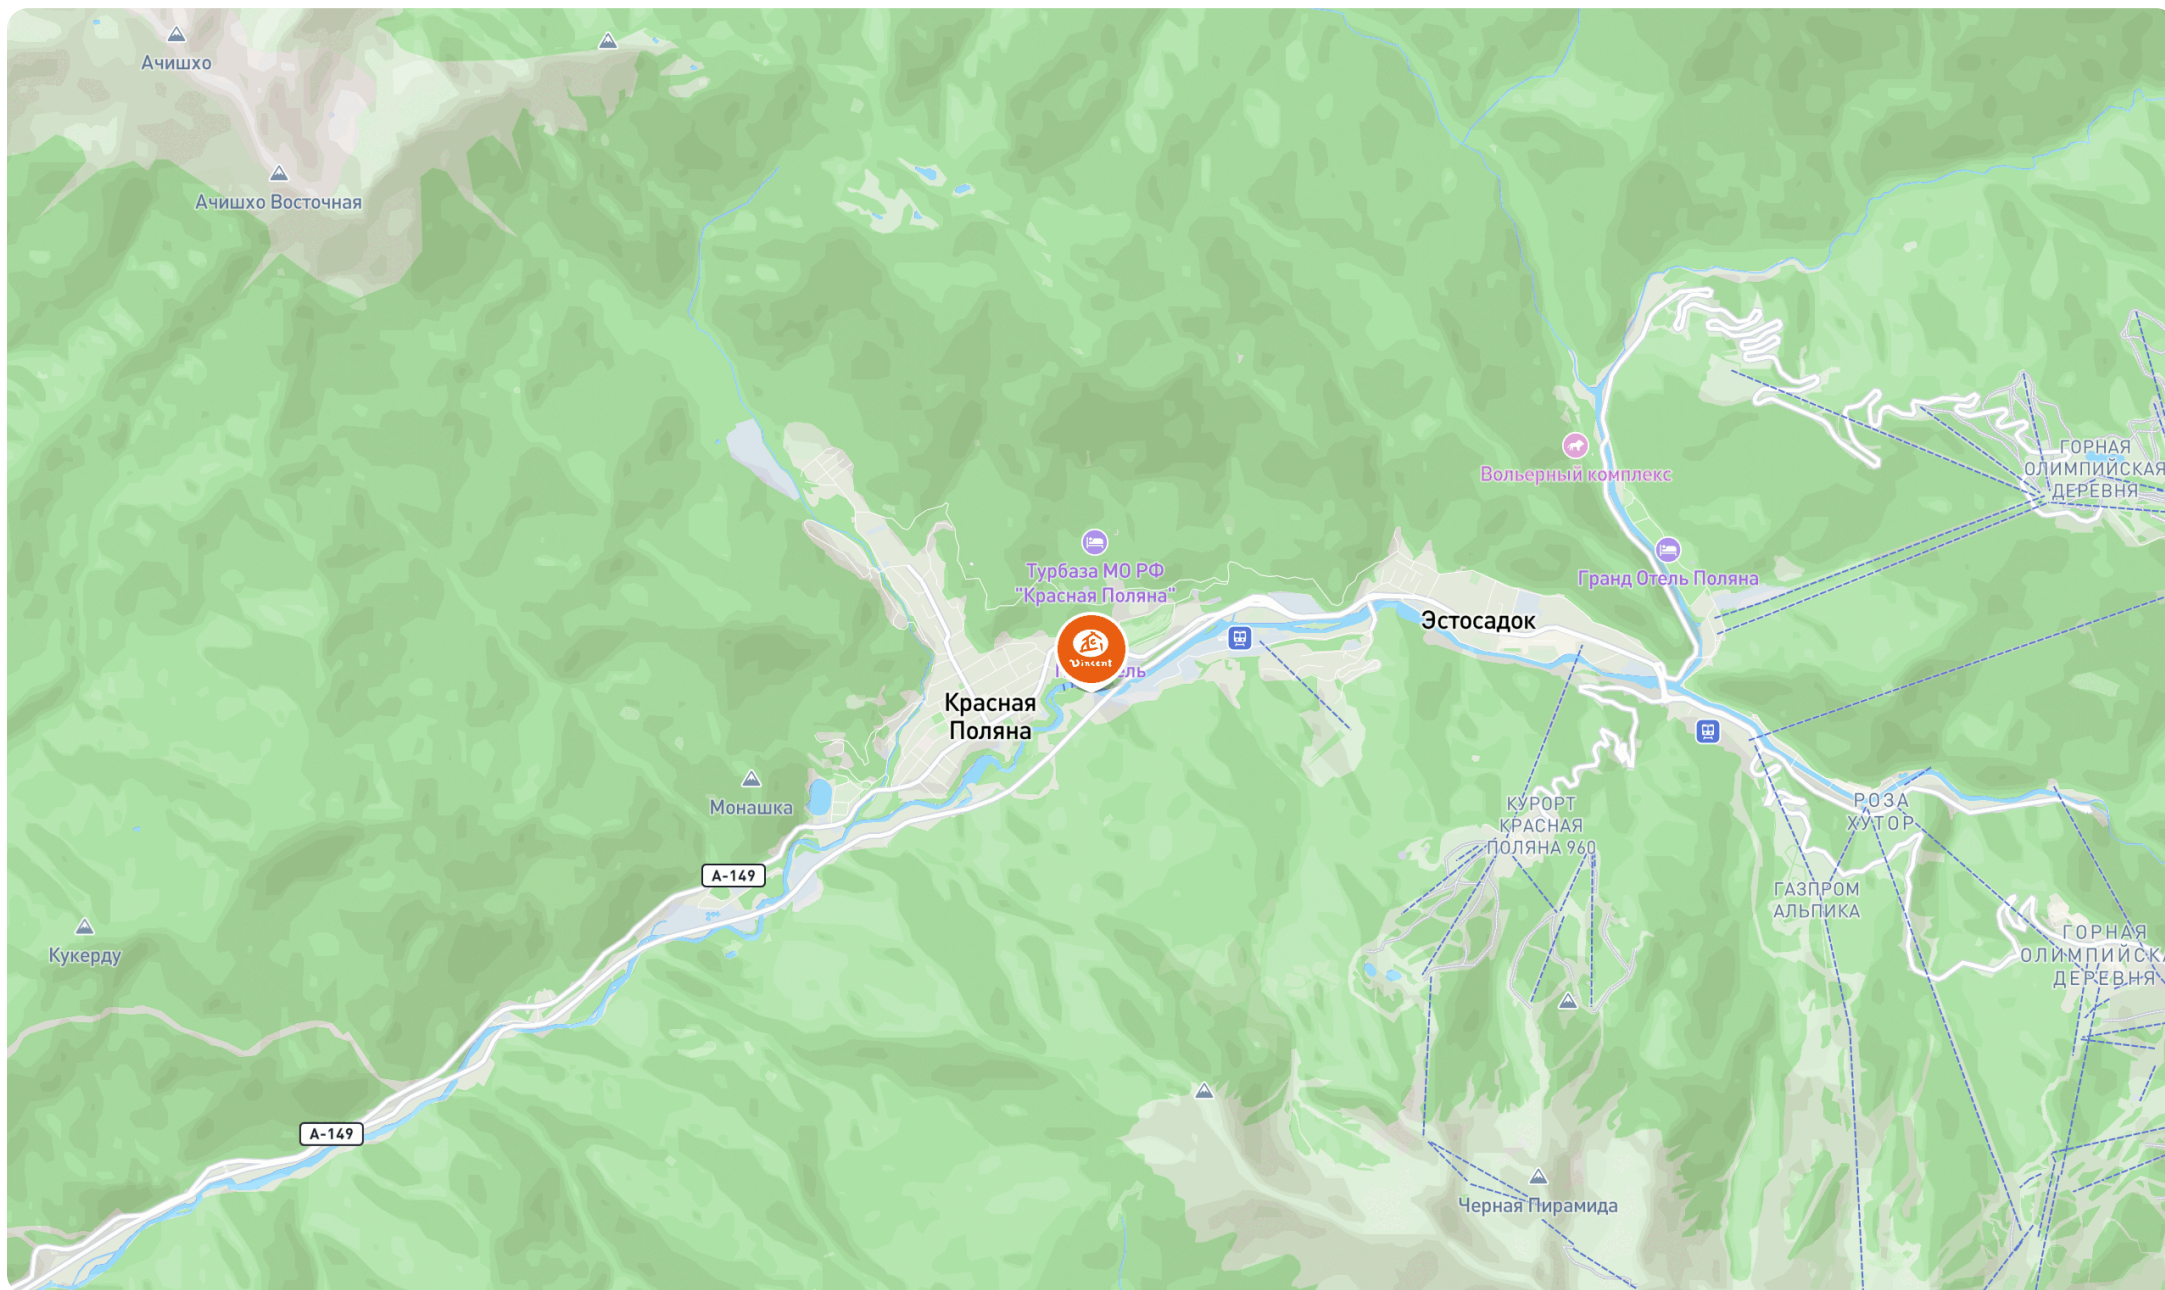 Ачишхо
Ачишхо Восточная
ГОРНАЯ
ОЛИМПИЙСКАЯ
ДЕРЕВНЯ
Вольерный комплекс
Турбаза МО РФ
"Красная Поляна"
Гранд Отель Поляна
Эстосадок
Vincent
Красная
Поляна
Монашка
КУРОРТ
КРАСНАЯ
ПОЛЯНА 960
РОЗА
ХУТОР
А-149
ГАЗПРОМ
АЛЬПИКА
Кукерду
ГОРНАЯ
ОЛИМПИЙСКА
ДЕРЕВНЯ
А-149
Черная Пирамида